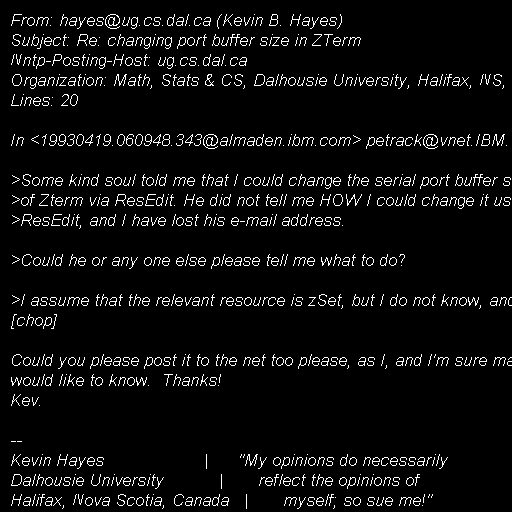 From: hayes@ug.cs.dal.ca (Kevin B. Hayes)
Subject: Re: changing port buffer size in ZTerm
Nntp-Posting-Host: ug.cs.dal.ca
Organization: Math, Stats & CS, Dalhousie University, Halifax, NS,
Lines: 20

In <19930419.060948.343@almaden.ibm.com> petrack@vnet.IBM.

>Some kind soul told me that I could change the serial port buffer s
>of Zterm via ResEdit. He did not tell me HOW I could change it us
>ResEdit, and I have lost his e-mail address.

>Could he or any one else please tell me what to do?

>I assume that the relevant resource is zSet, but I do not know, and
[chop]

Could you please post it to the net too please, as I, and I'm sure ma
would like to know.  Thanks!
Kev.

--
Kevin Hayes | "My opinions do necessarily
Dalhousie University | reflect the opinions of
Halifax, Nova Scotia, Canada | myself, so sue me!"